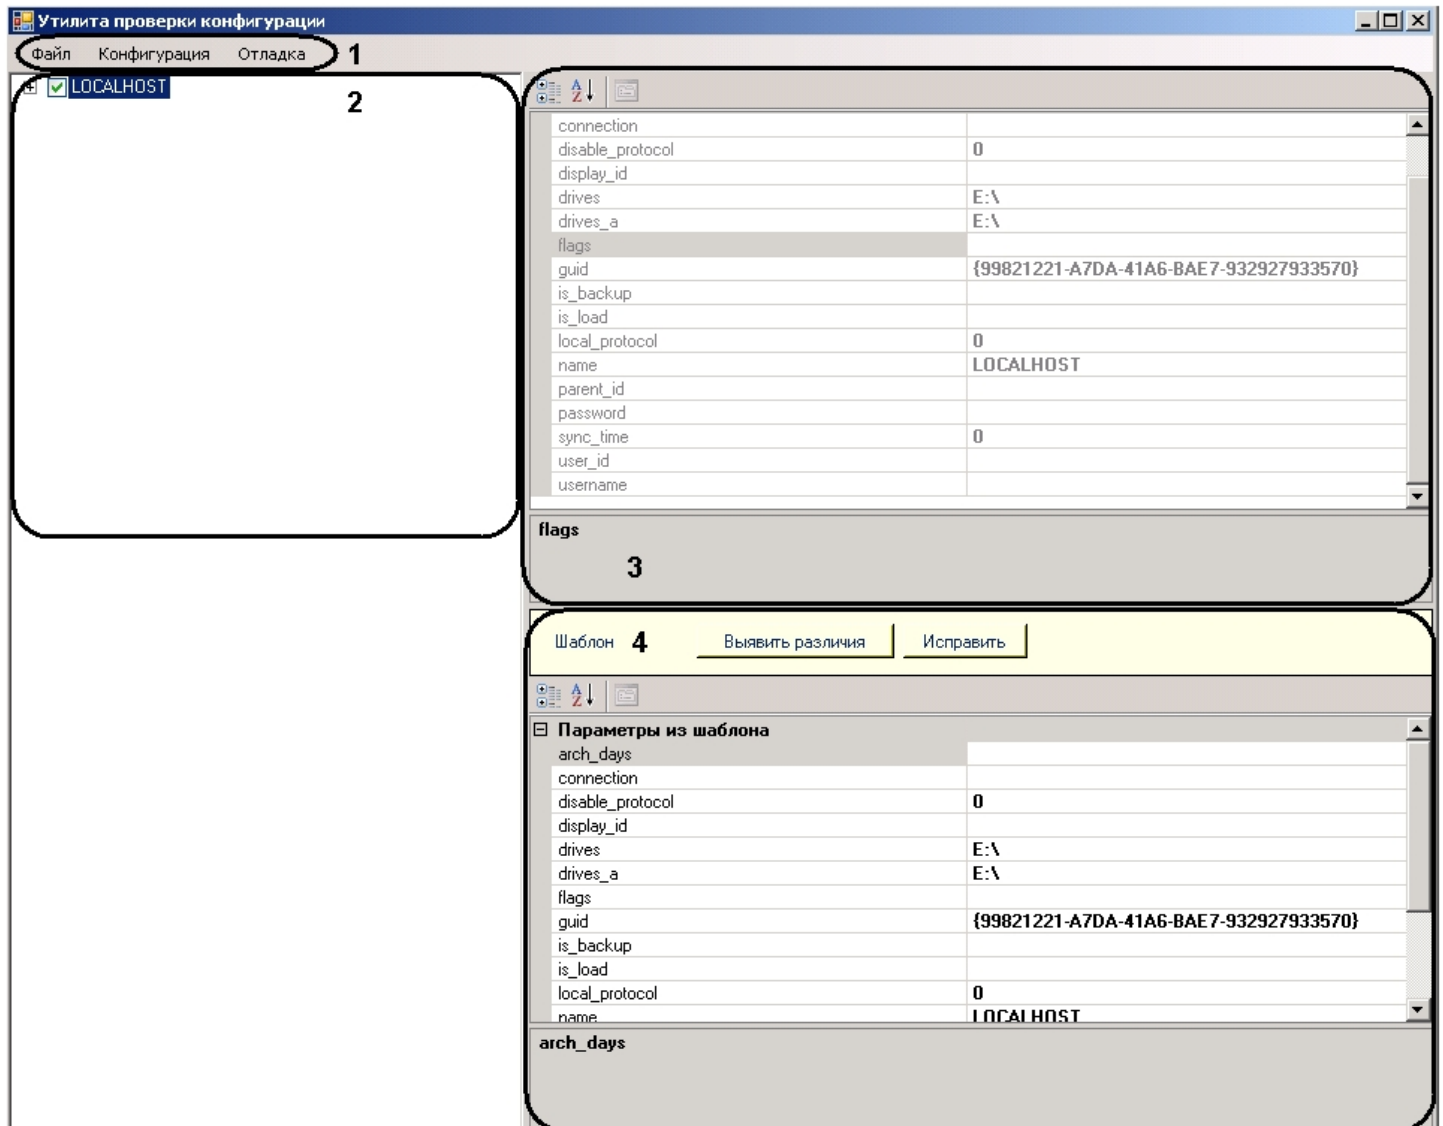 Утилита проверки конфигурации
Файл Конфигурация Отладка 1
LOCALHOST
2
connection
disable_protocol 0
display_id
drives E:\
drives_a E:\
flags
guid {99821221-A7DA-41A6-BAE7-932927933570}
is_backup
is_load
local_protocol 0
name LOCALHOST
parent_id
password
sync_time 0
user_id
username
flags
3
Шаблон 4 Выявить различия Исправить
Параметры из шаблона
arch_days
connection
disable_protocol 0
display_id
drives E:\
drives_a E:\
flags
guid {99821221-A7DA-41A6-BAE7-932927933570}
is_backup
is_load
local_protocol 0
name LOCALHOST
arch_days